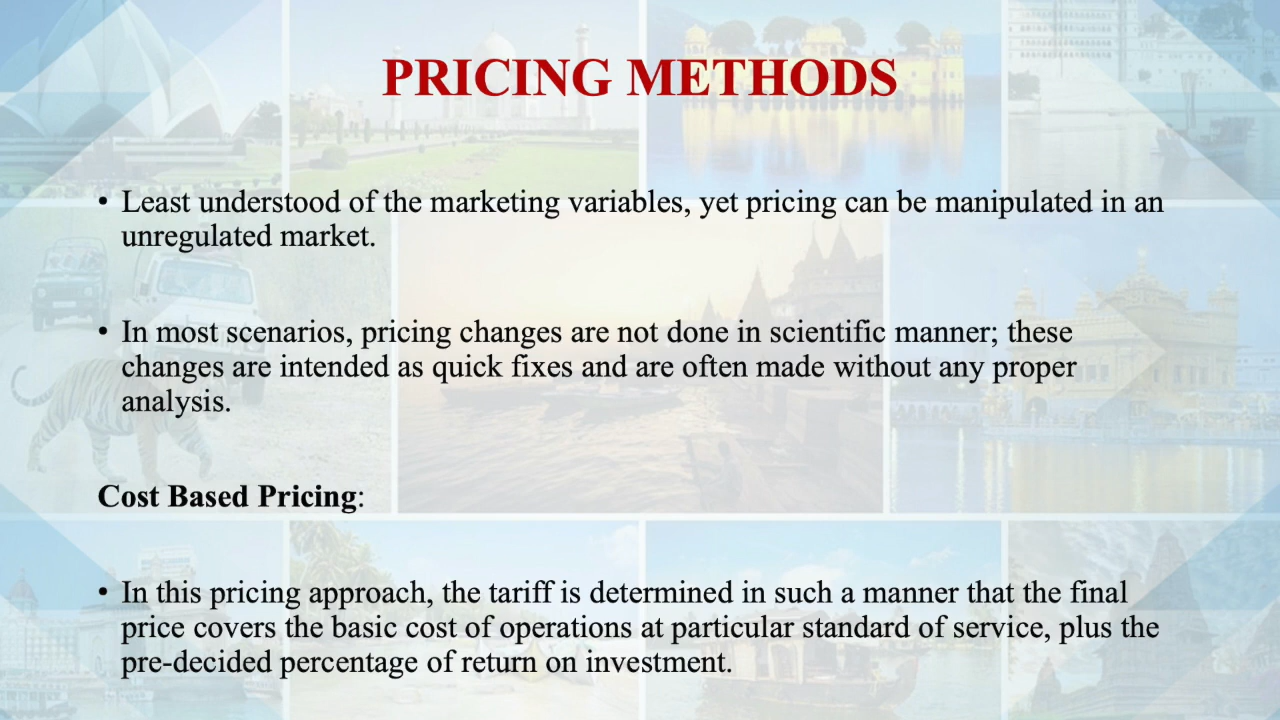 PRICING METHODS
• Least understood of the marketing variables, yet pricing can be manipulated in an
unregulated market.
• In most scenarios, pricing changes are not done in scientific manner; these
changes are intended as quick fixes and are often made without any proper
analysis.
Cost Based Pricing:
• In this pricing approach, the tariff is determined in such a manner that the final
price covers the basic cost of operations at particular standard of service, plus the
pre-decided percentage of return on investment.